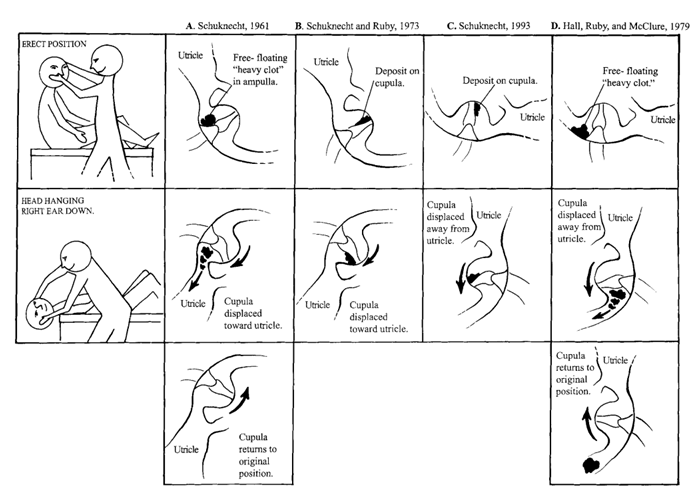 A. Schuknecht, 1961
B. Schuknecht and Ruby, 1973
C. Schuknecht, 1993
D. Hall, Ruby, and McClure, 1979
ERECT POSITION
Utricle
Free- floating
"heavy clot"
in ampulla.
Utricle
Deposit on
cupula.
Deposit on cupula.
Utricle
Free- floating
"heavy clot."
Utricle
HEAD HANGING
RIGHT EAR DOWN.
Utricle
Cupula
displaced
toward utricle.
Utricle
Cupula
displaced
toward utricle.
Cupula
displaced
away from
utricle.
Utricle
Cupula
displaced
away from
utricle.
Utricle
Utricle
Cupula
returns to
original
position.
Cupula
returns to
original
position.
Utricle